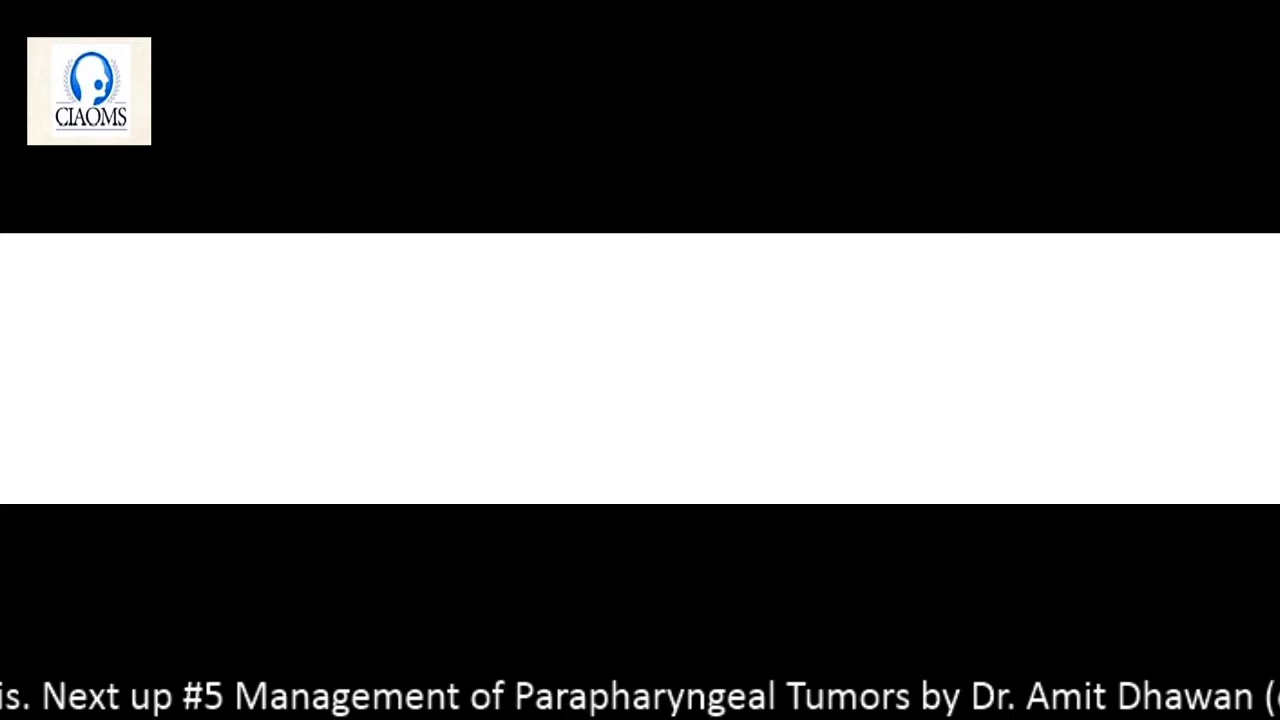 CIAOMS
is. Next up #5 Management of Parapharyngeal Tumors by Dr. Amit Dhawan (